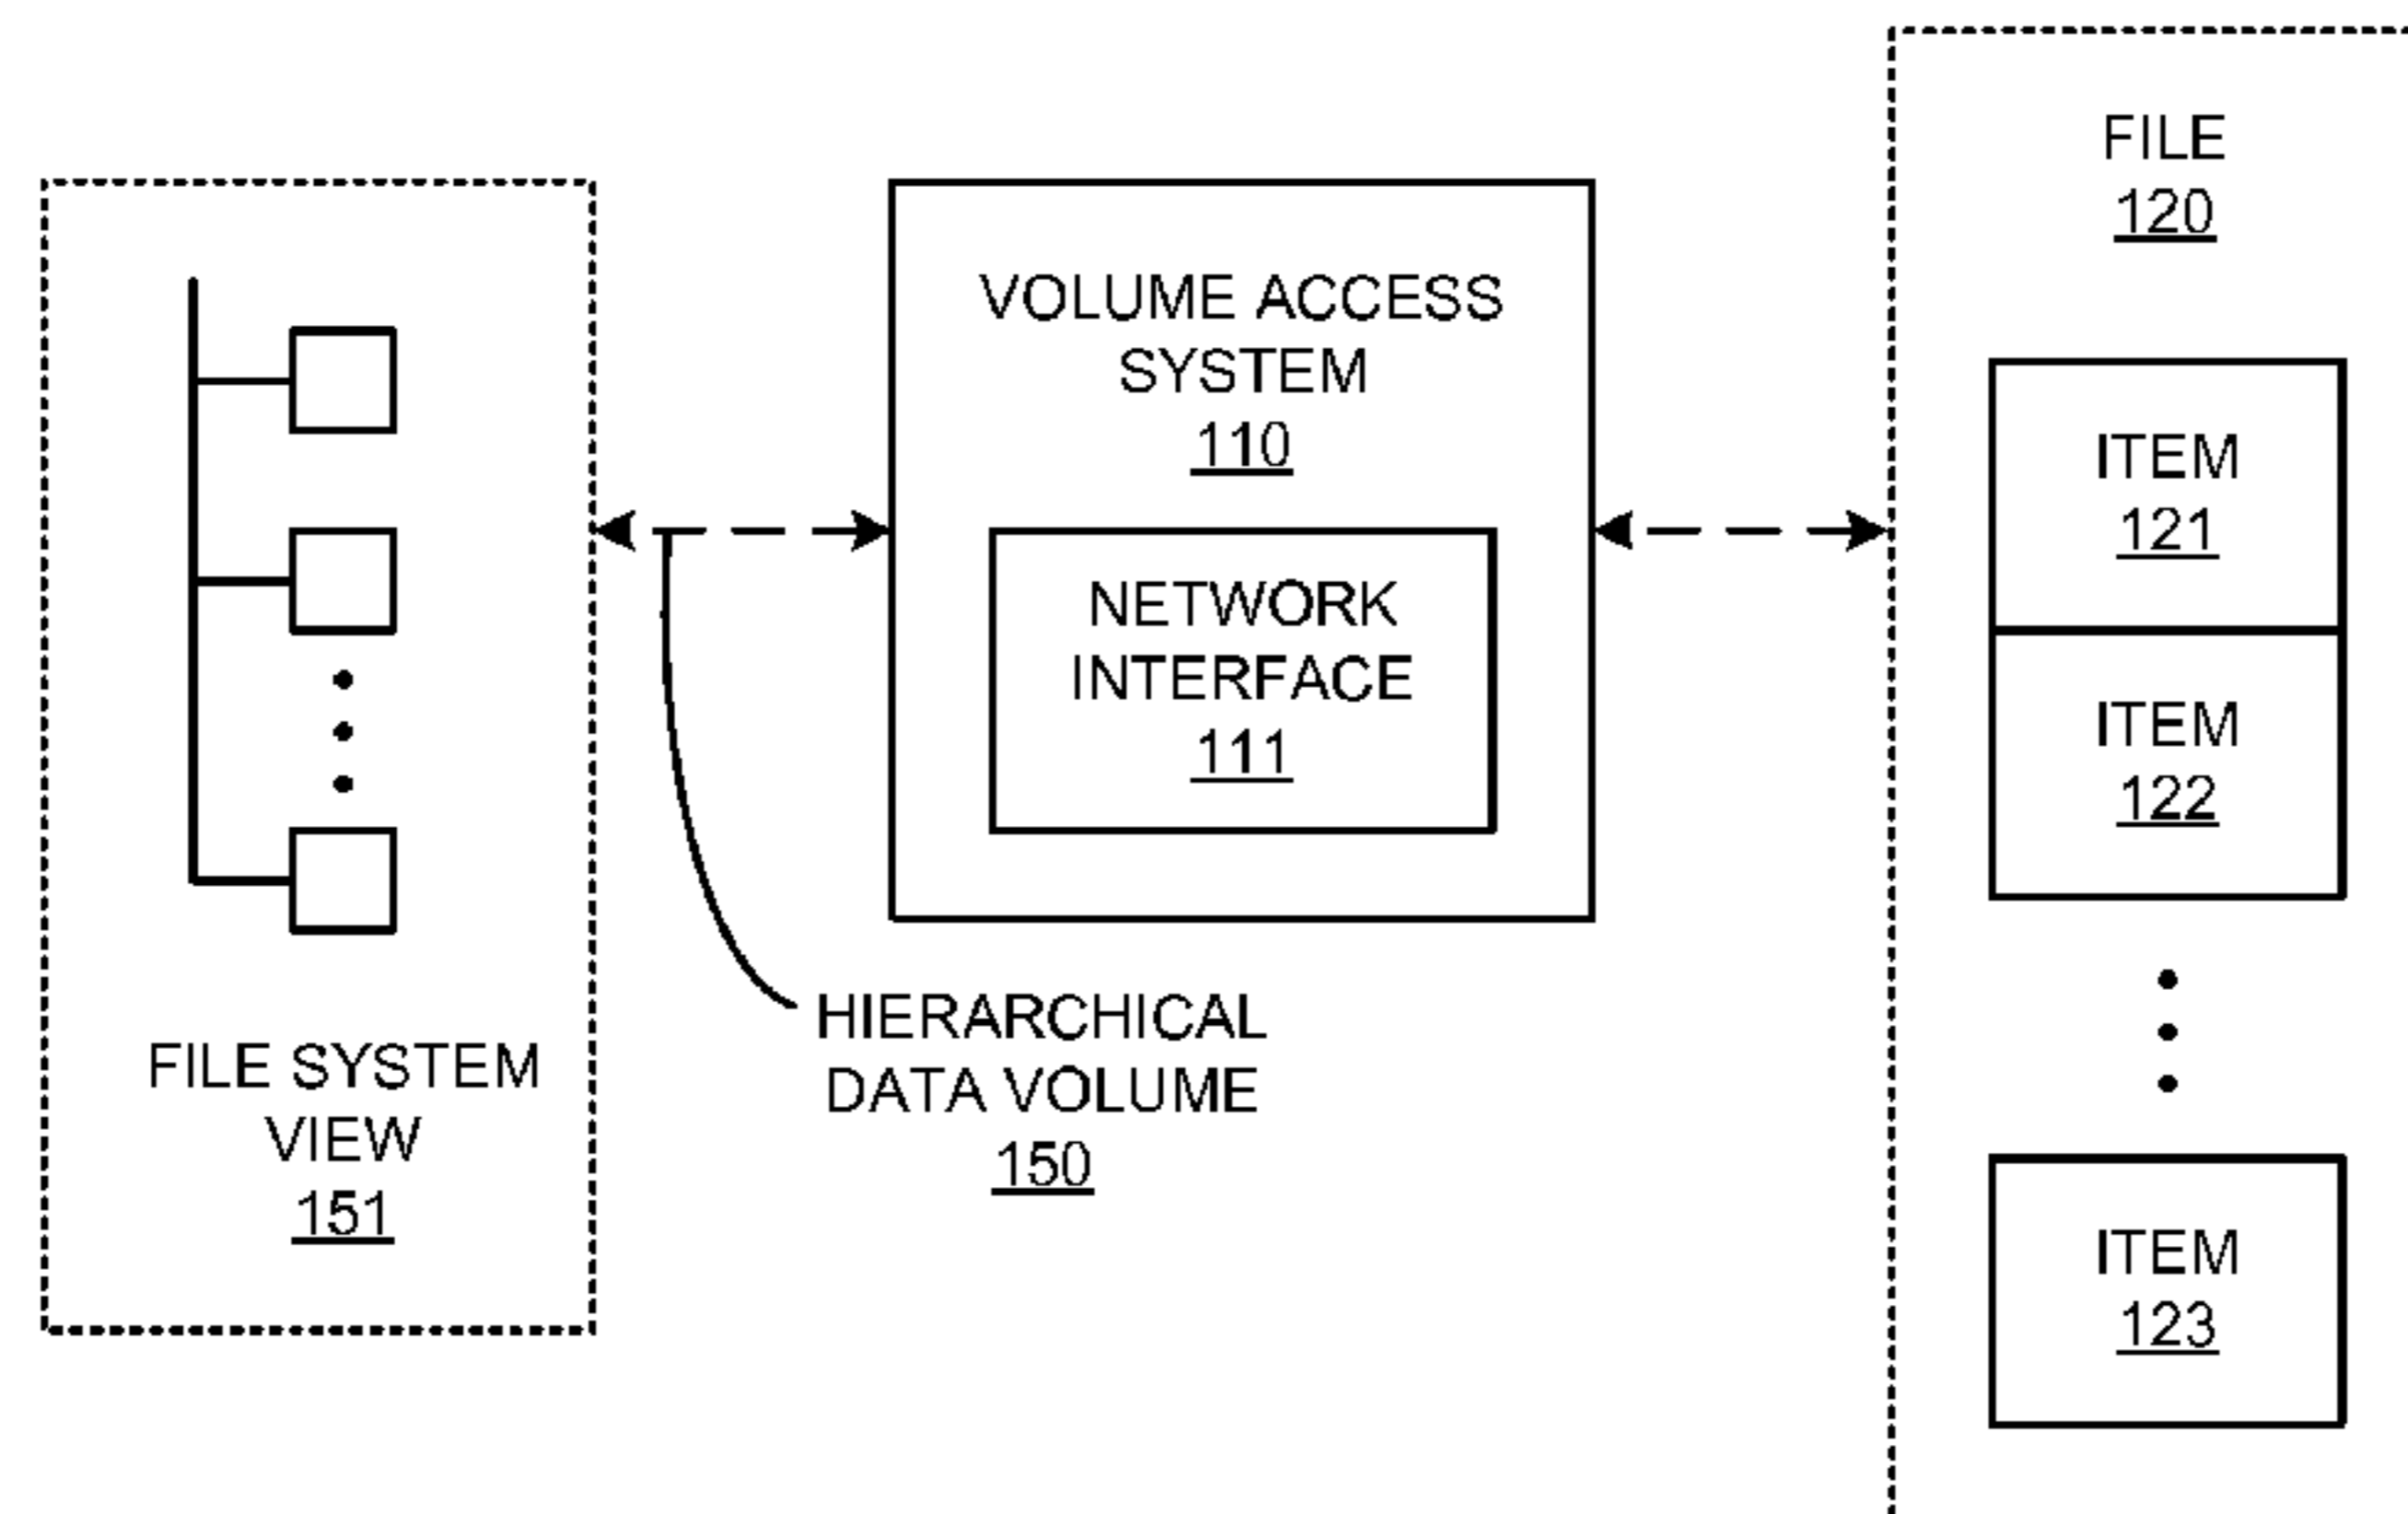 FILE
120
VOLUME ACCESS
SYSTEM
110
NETWORK
INTERFACE
111
ITEM
121
ITEM
122
HIERARCHICAL
DATA VOLUME
150
FILE SYSTEM
VIEW
151
ITEM
123